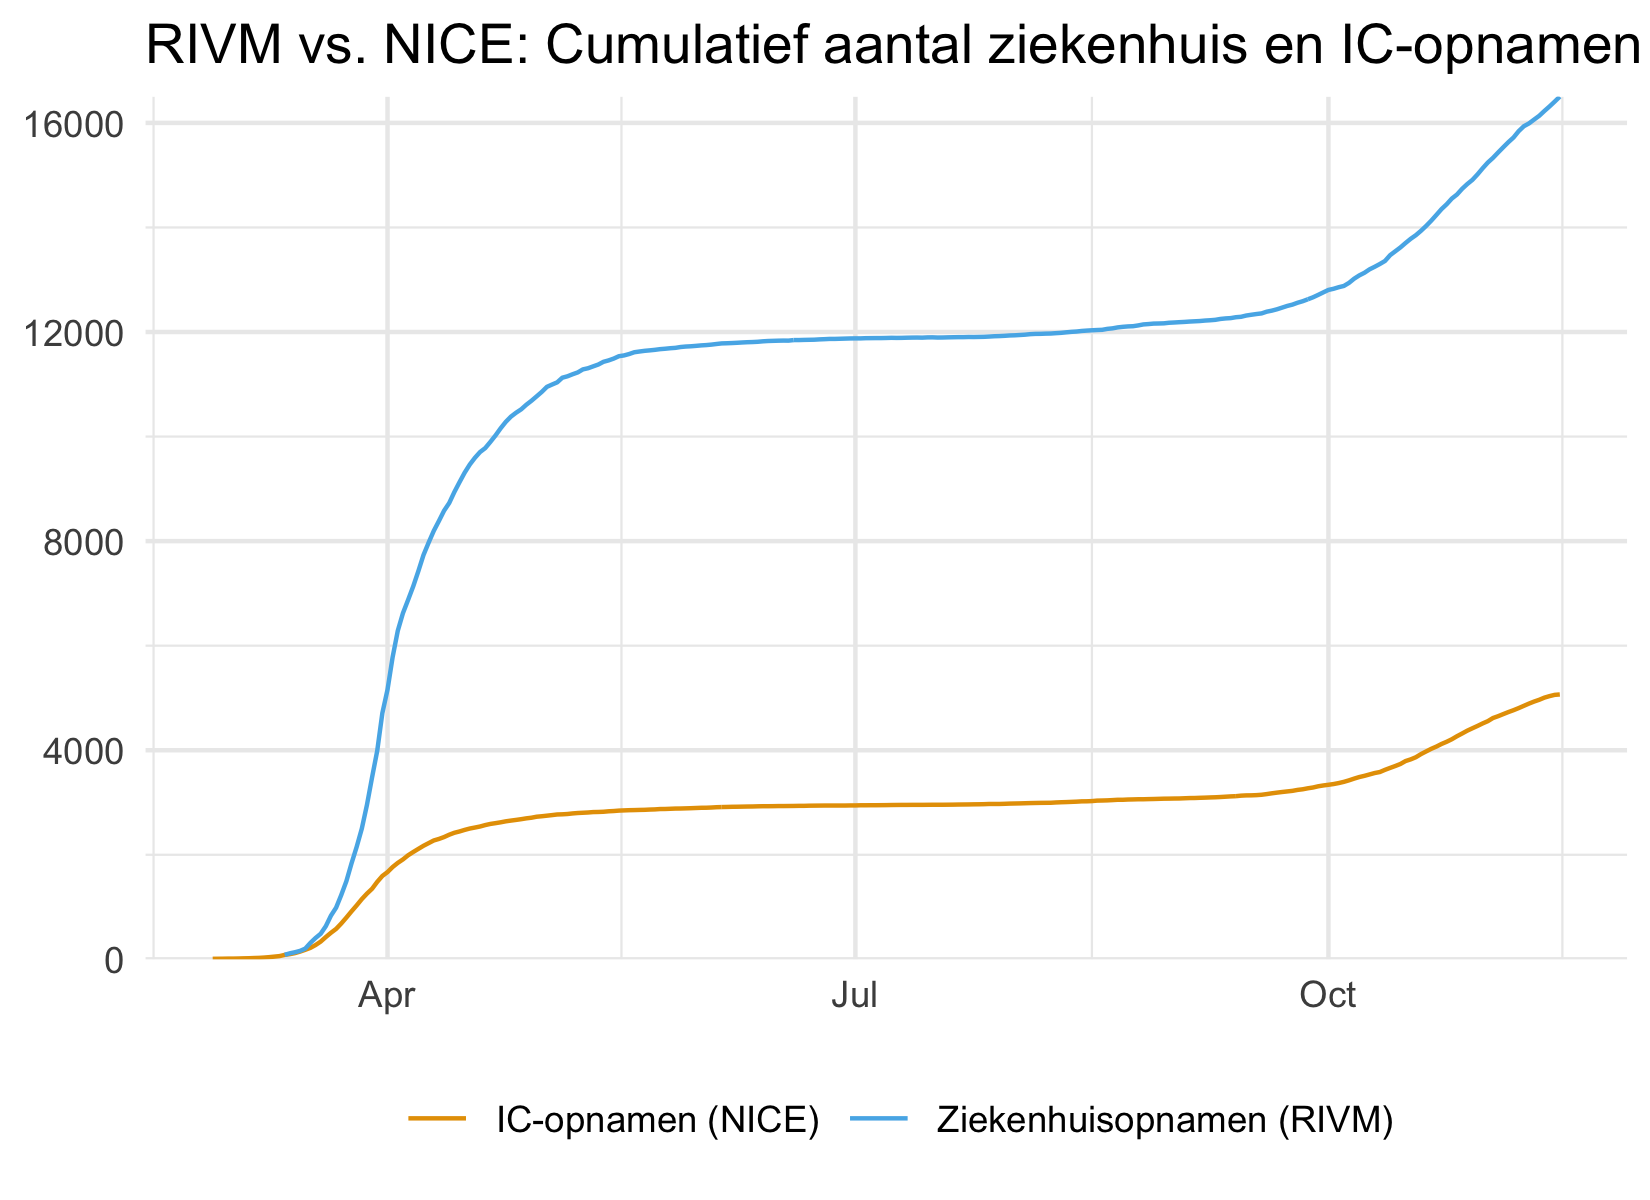 RIVM vs. NICE: Cumulatief aantal ziekenhuis en IC-opnamen
16000
12000
8000
4000
0
Apr Jul Oct
IC-opnamen (NICE) Ziekenhuisopnamen (RIVM)